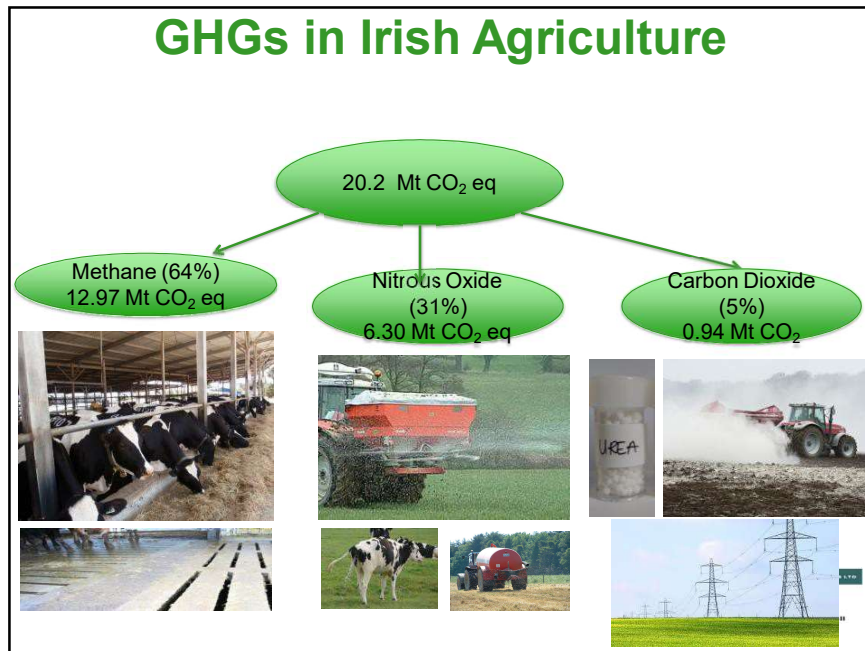 GHGs in Irish Agriculture
20.2 Mt CO₂ eq
Methane (64%)
12.97 Mt CO₂ eq
Nitrous Oxide
(31%)
6.30 Mt CO₂ eq
Carbon Dioxide
(5%)
0.94 Mt CO₂
UREA
LTD